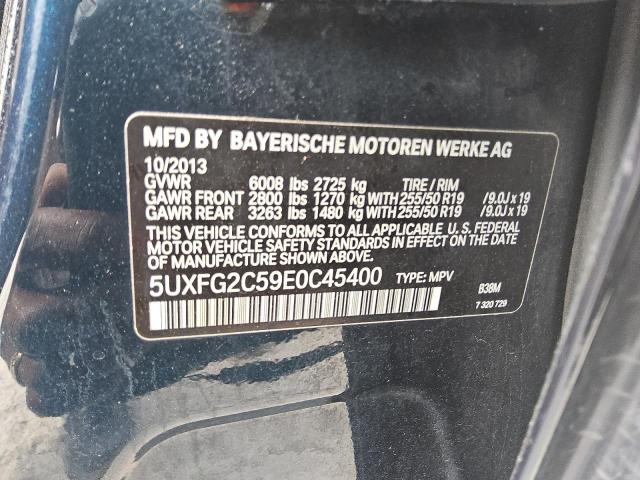 MFD BY BAYERISCHE MOTOREN WERKE AG
10/2013
GVWR 6008 lbs 2725 kg TIRE / RIM
GAWR FRONT 2800 lbs 1270 kg WITH 255/50 R19 /9.0J x 19
GAWR REAR 3263 lbs 1480 kg WITH 255/50 R19 /9.0J x 19
THIS VEHICLE CONFORMS TO ALL APPLICABLE U.S. FEDERAL
MOTOR VEHICLE SAFETY STANDARDS IN EFFECT ON THE DATE
OF MANUFACTURE SHOWN ABOVE.
5UXFG2C59E0C45400 TYPE: MPV B38M
7 320 729